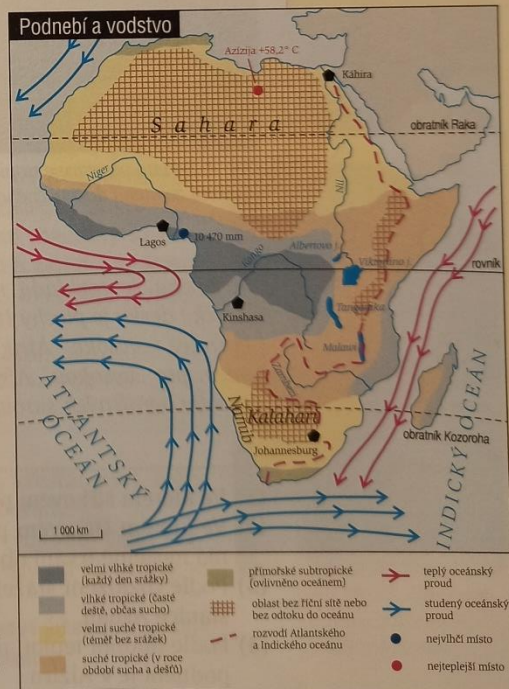 Podnebí a vodstvo
Azízija +58,2° C
Káhira
Sahara
obratník Raka
Niger
Nil
Lagos
10 470 mm
Albertovo j.
Kongo
Viktoriino j.
rovník
Kinshasa
Tanganika
Malawi
Zambezi
ATLANTSKÝ
OCEÁN
Namib
Kalahari
obratník Kozoroha
Johannesburg
INDICKÝ OCEÁN
1 000 km
velmi vlhké tropické
(každý den srážky)
vlhké tropické (časté
deště, občas sucho)
velmi suché tropické
(téměř bez srážek)
suché tropické (v roce
období sucha a dešťů)
přímořské subtropické
(ovlivněno oceánem)
oblast bez říční sítě nebo
bez odtoku do oceánu
rozvodí Atlantského
a Indického oceánu
teplý oceánský
proud
studený oceánský
proud
nejvlhčí místo
nejteplejší místo